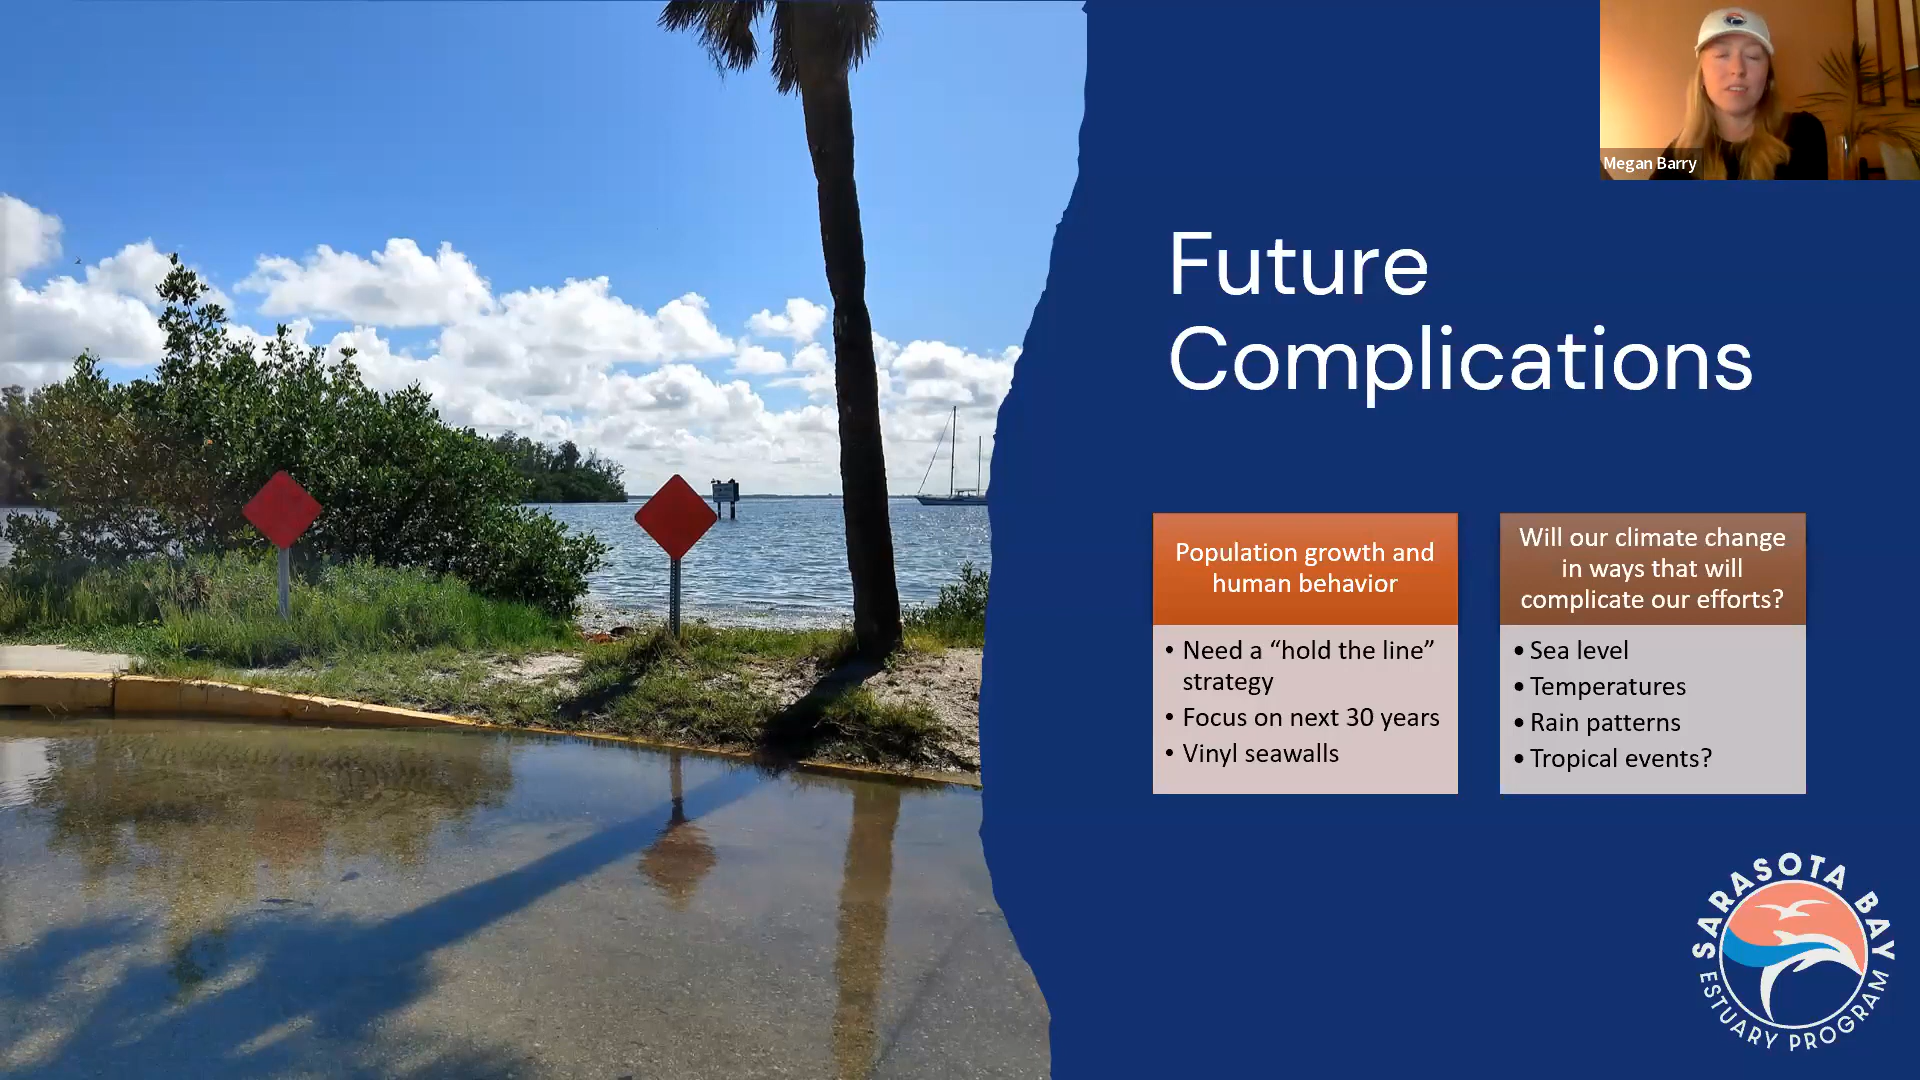 Megan Barry
Future
Complications
Population growth and
human behavior
• Need a “hold the line”
strategy
• Focus on next 30 years
• Vinyl seawalls
Will our climate change
in ways that will
complicate our efforts?
• Sea level
• Temperatures
• Rain patterns
• Tropical events?
SARASOTA BAY
ESTUARY PROGRAM